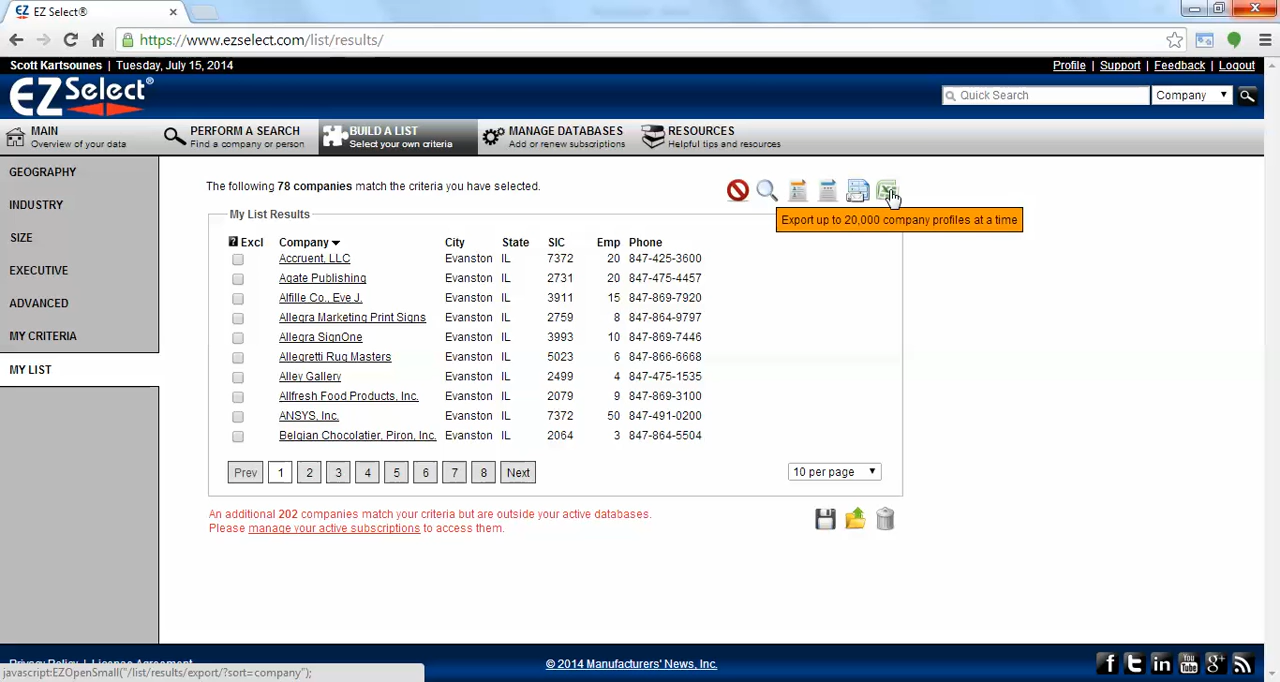 EZ Select®
https://www.ezselect.com/list/results/
Scott Kartsounes | Tuesday, July 15, 2014
Profile | Support | Feedback | Logout
EZ Select®
Quick Search Company
MAIN
Overview of your data
PERFORM A SEARCH
Find a company or person
BUILD A LIST
Select your own criteria
MANAGE DATABASES
Add or renew subscriptions
RESOURCES
Helpful tips and resources
GEOGRAPHY
INDUSTRY
SIZE
EXECUTIVE
ADVANCED
MY CRITERIA
MY LIST
The following 78 companies match the criteria you have selected.
Export up to 20,000 company profiles at a time
My List Results
? Excl Company City State SIC Emp Phone
Accruent, LLC Evanston IL 7372 20 847-425-3600
Agate Publishing Evanston IL 2731 20 847-475-4457
Alfille Co., Eve J. Evanston IL 3911 15 847-869-7920
Allegra Marketing Print Signs Evanston IL 2759 8 847-864-9797
Allegra SignOne Evanston IL 3993 10 847-869-7446
Allegretti Rug Masters Evanston IL 5023 6 847-866-6668
Alley Gallery Evanston IL 2499 4 847-475-1535
Allfresh Food Products, Inc. Evanston IL 2079 9 847-869-3100
ANSYS, Inc. Evanston IL 7372 50 847-491-0200
Belgian Chocolatier, Piron, Inc. Evanston IL 2064 3 847-864-5504
Prev 1 2 3 4 5 6 7 8 Next
10 per page
An additional 202 companies match your criteria but are outside your active databases.
Please manage your active subscriptions to access them.
Privacy Policy | License Agreement
© 2014 Manufacturers' News, Inc.
javascript:EZOpenSmall("/list/results/export/?sort=company");